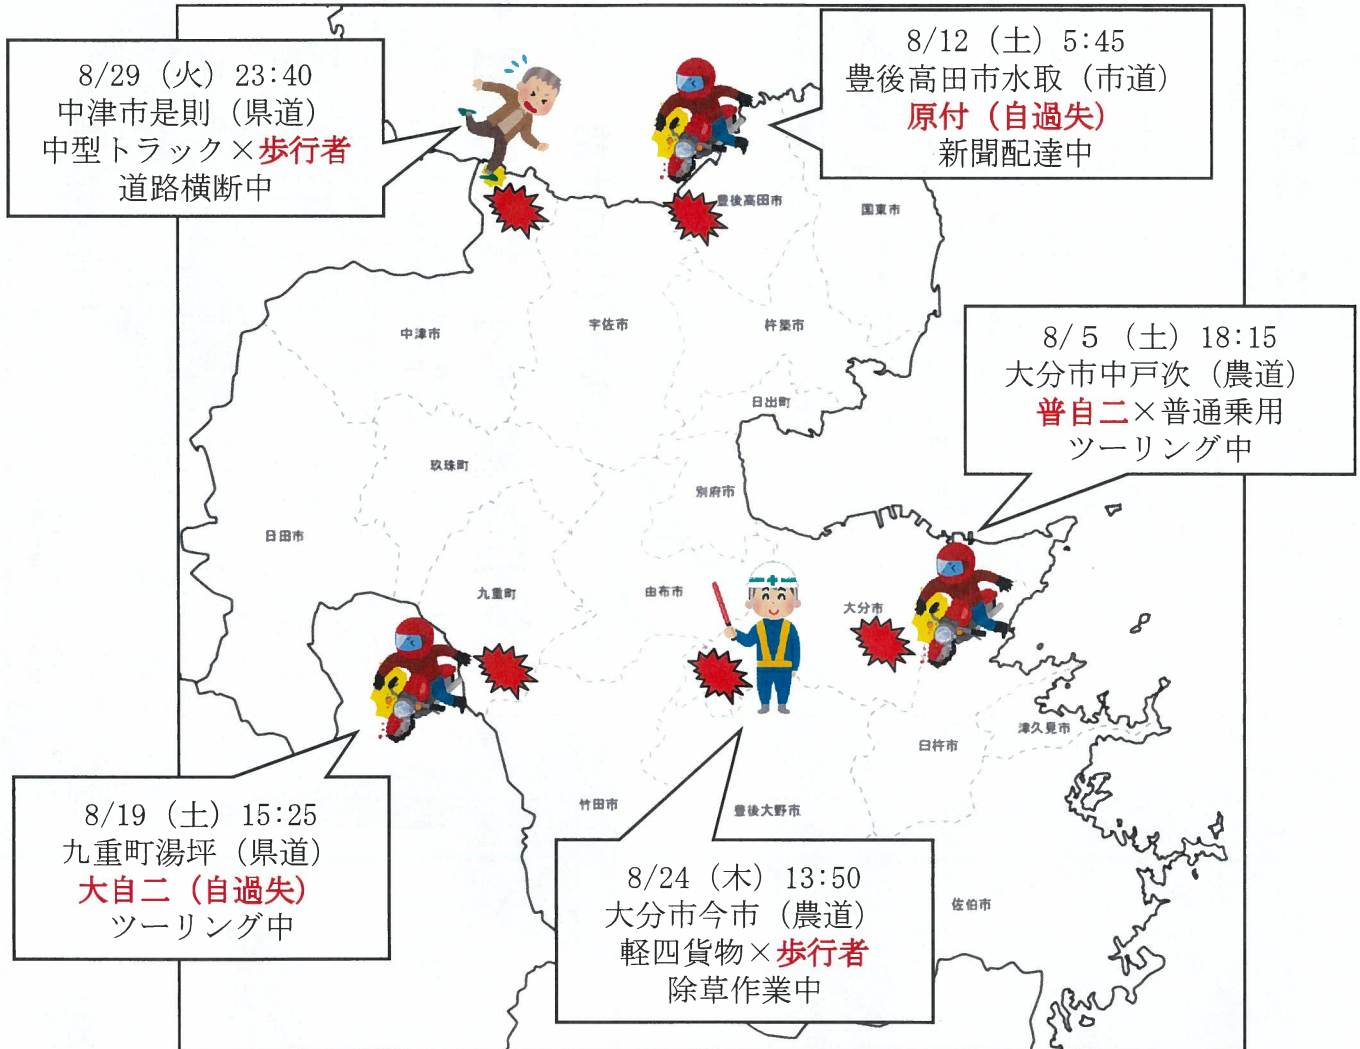 8/29（火）23:40
中津市是則（県道）
中型トラック×歩行者
道路横断中
8/12（土）5:45
豊後高田市水取（市道）
原付（自過失）
新聞配達中
豊後高田市
国東市
中津市
宇佐市
杵築市
8/５（土）18:15
大分市中戸次（農道）
普自二×普通乗用
ツーリング中
日出町
玖珠町
別府市
日田市
九重町
由布市
大分市
臼杵市
津久見市
竹田市
豊後大野市
佐伯市
8/19（土）15:25
九重町湯坪（県道）
大自二（自過失）
ツーリング中
8/24（木）13:50
大分市今市（農道）
軽四貨物×歩行者
除草作業中